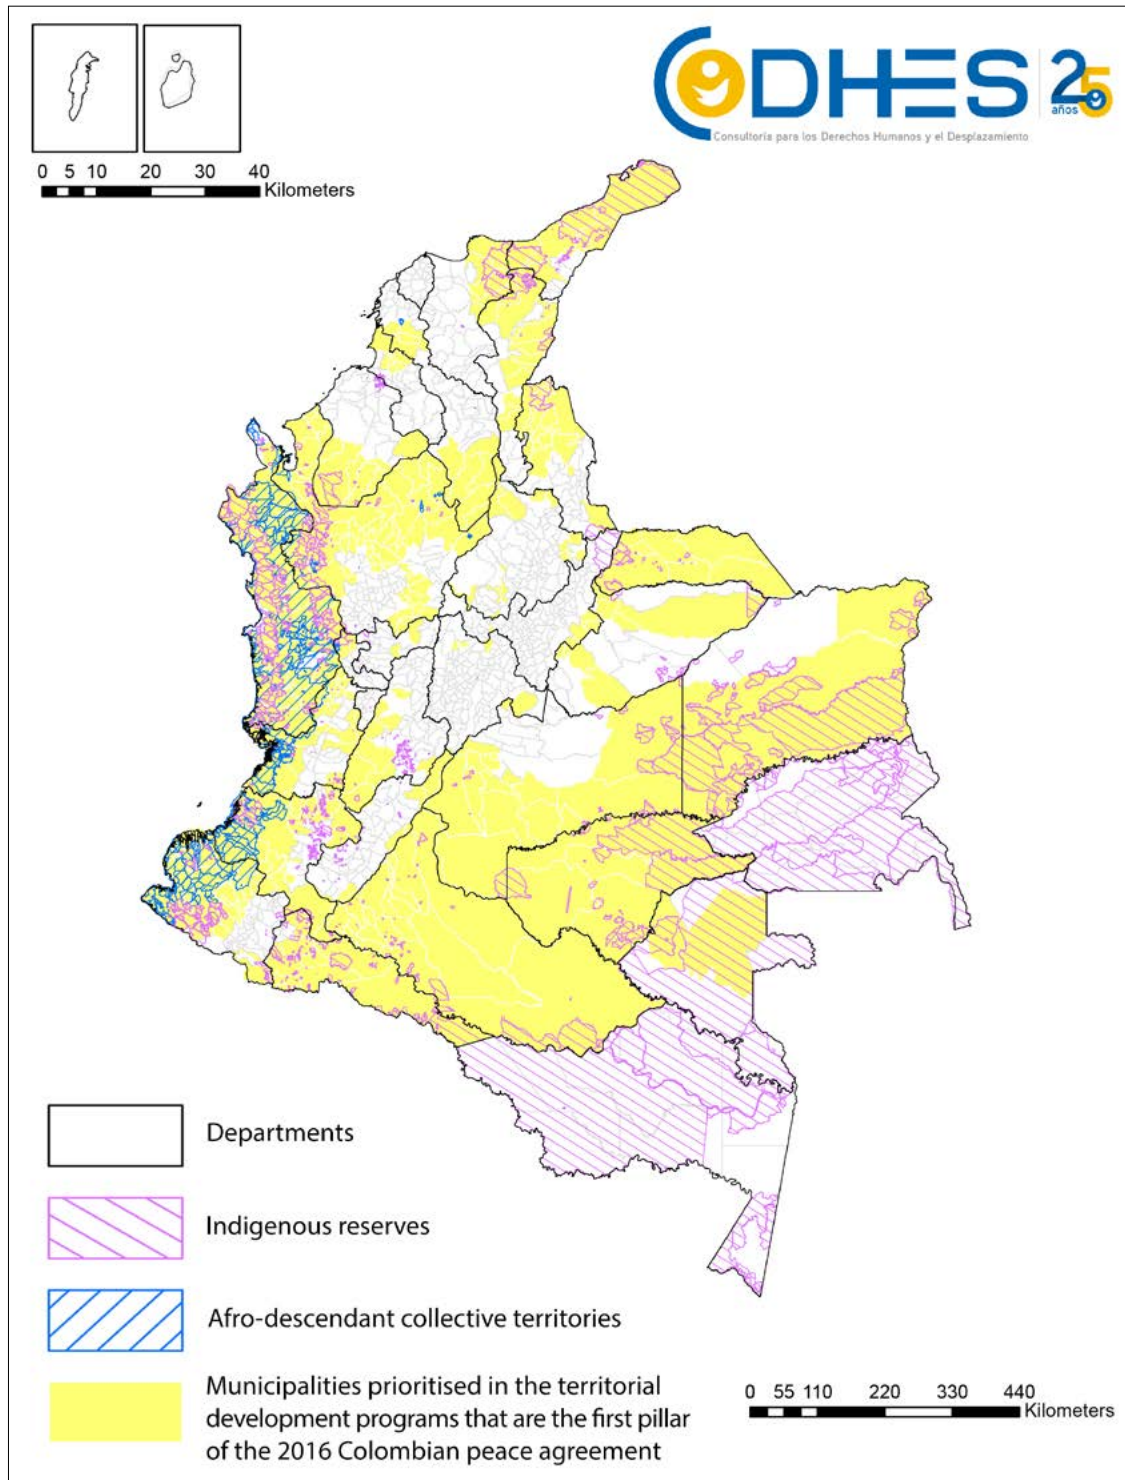 CODHES 25 años
Consultoría para los Derechos Humanos y el Desplazamiento
0 5 10 20 30 40
Kilometers
Departments
Indigenous reserves
Afro-descendant collective territories
Municipalities prioritised in the territorial
development programs that are the first pillar
of the 2016 Colombian peace agreement
0 55 110 220 330 440
Kilometers